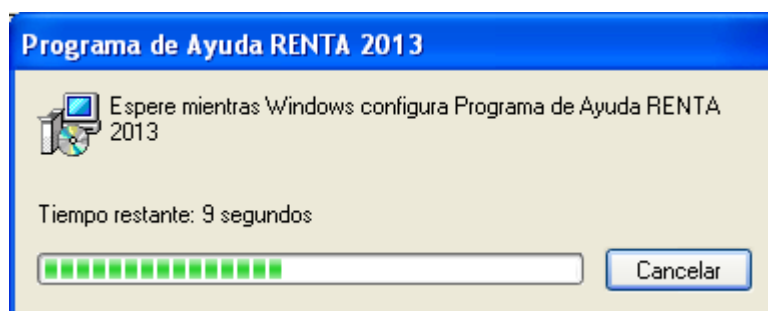 Programa de Ayuda RENTA 2013
Espere mientras Windows configura Programa de Ayuda RENTA
2013
Tiempo restante: 9 segundos
Cancelar